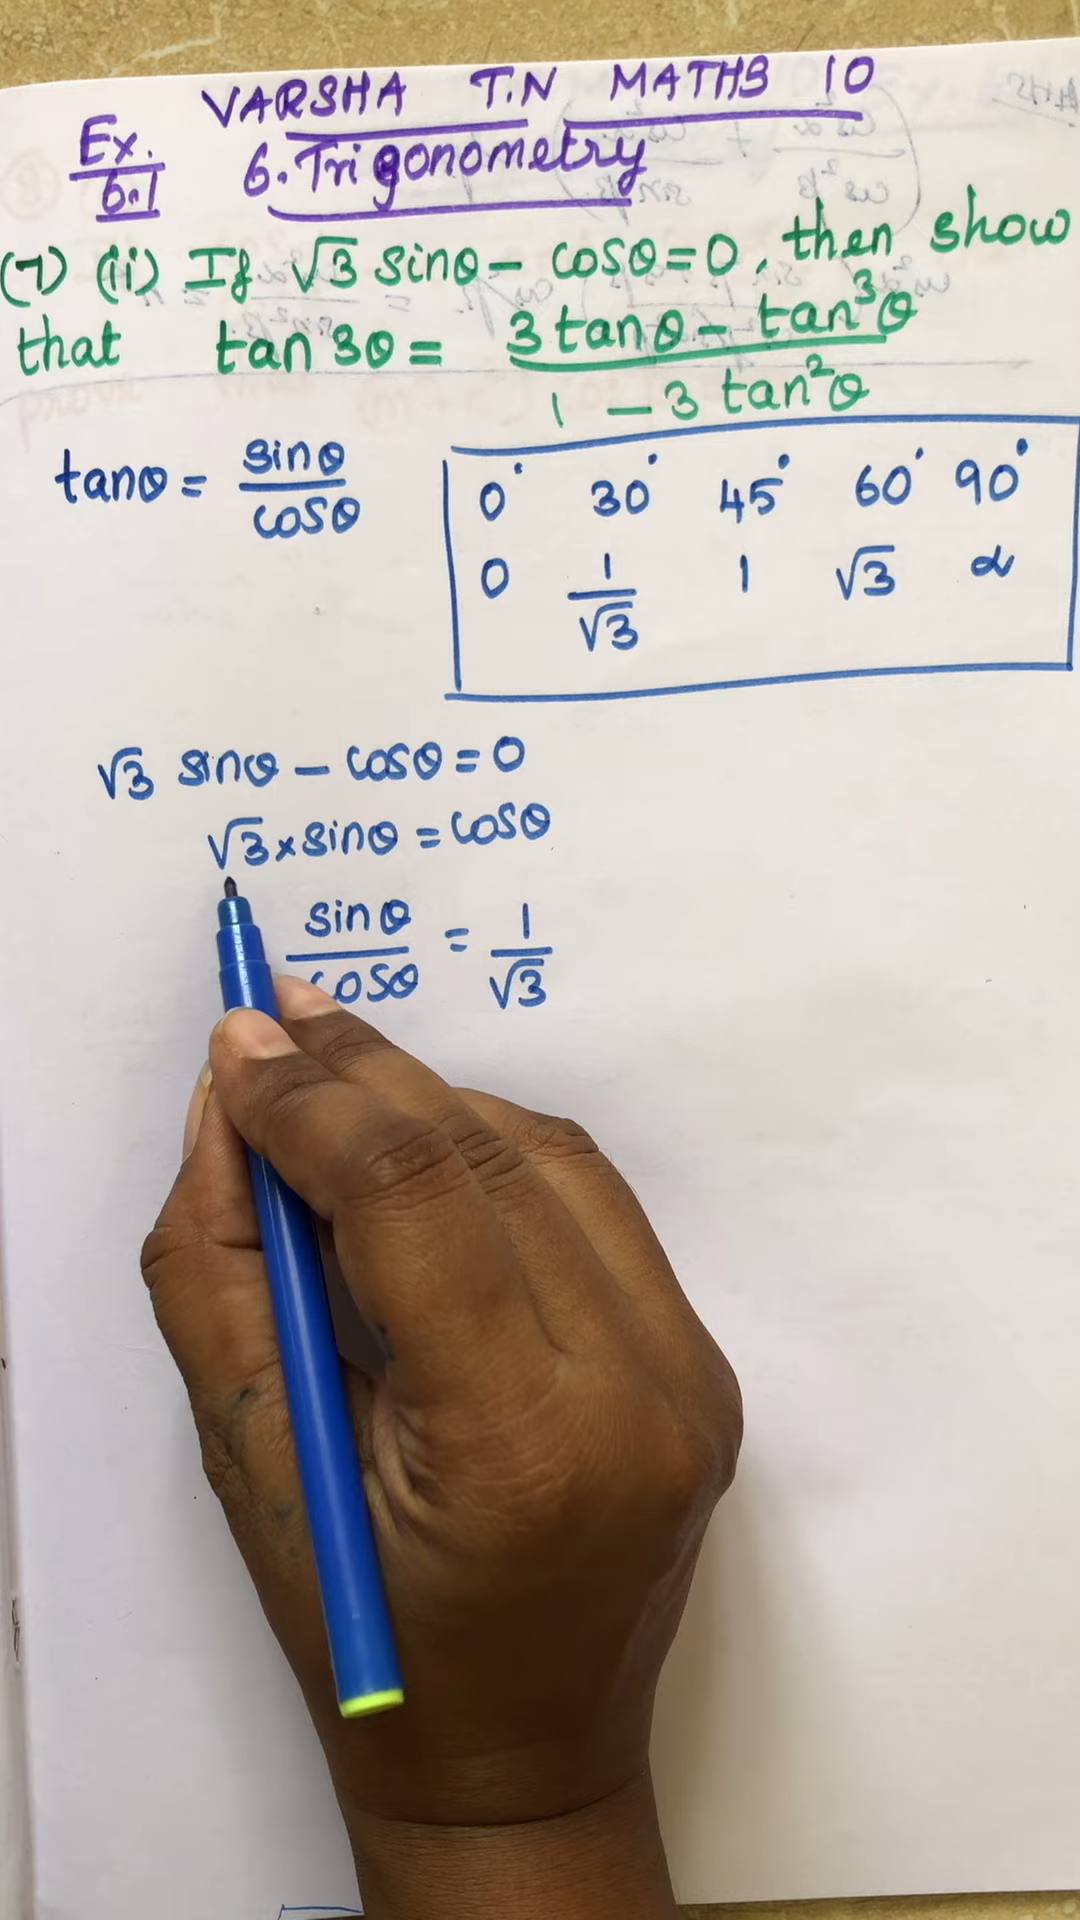 VARSHA T.N MATHS 10
Ex. 6.1
6. Trigonometry
(7) (ii) If √3 sinθ - cosθ = 0, then show
that tan 3θ = (3 tanθ - tan³θ) / (1 - 3 tan²θ)
tanθ = sinθ / cosθ
0° 30° 45° 60° 90°
0 1/√3 1 √3 ∝
√3 sinθ - cosθ = 0
√3 × sinθ = cosθ
sinθ / cosθ = 1/√3